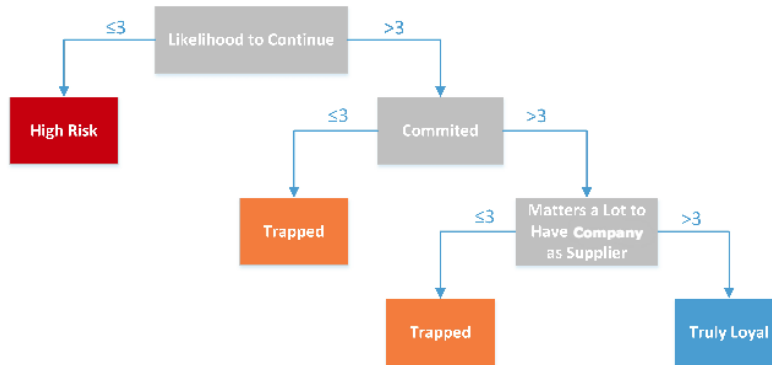 ≤3
Likelihood to Continue
>3
High Risk
≤3
Commited
>3
Trapped
≤3
Matters a Lot to
Have Company
as Supplier
>3
Trapped
Truly Loyal